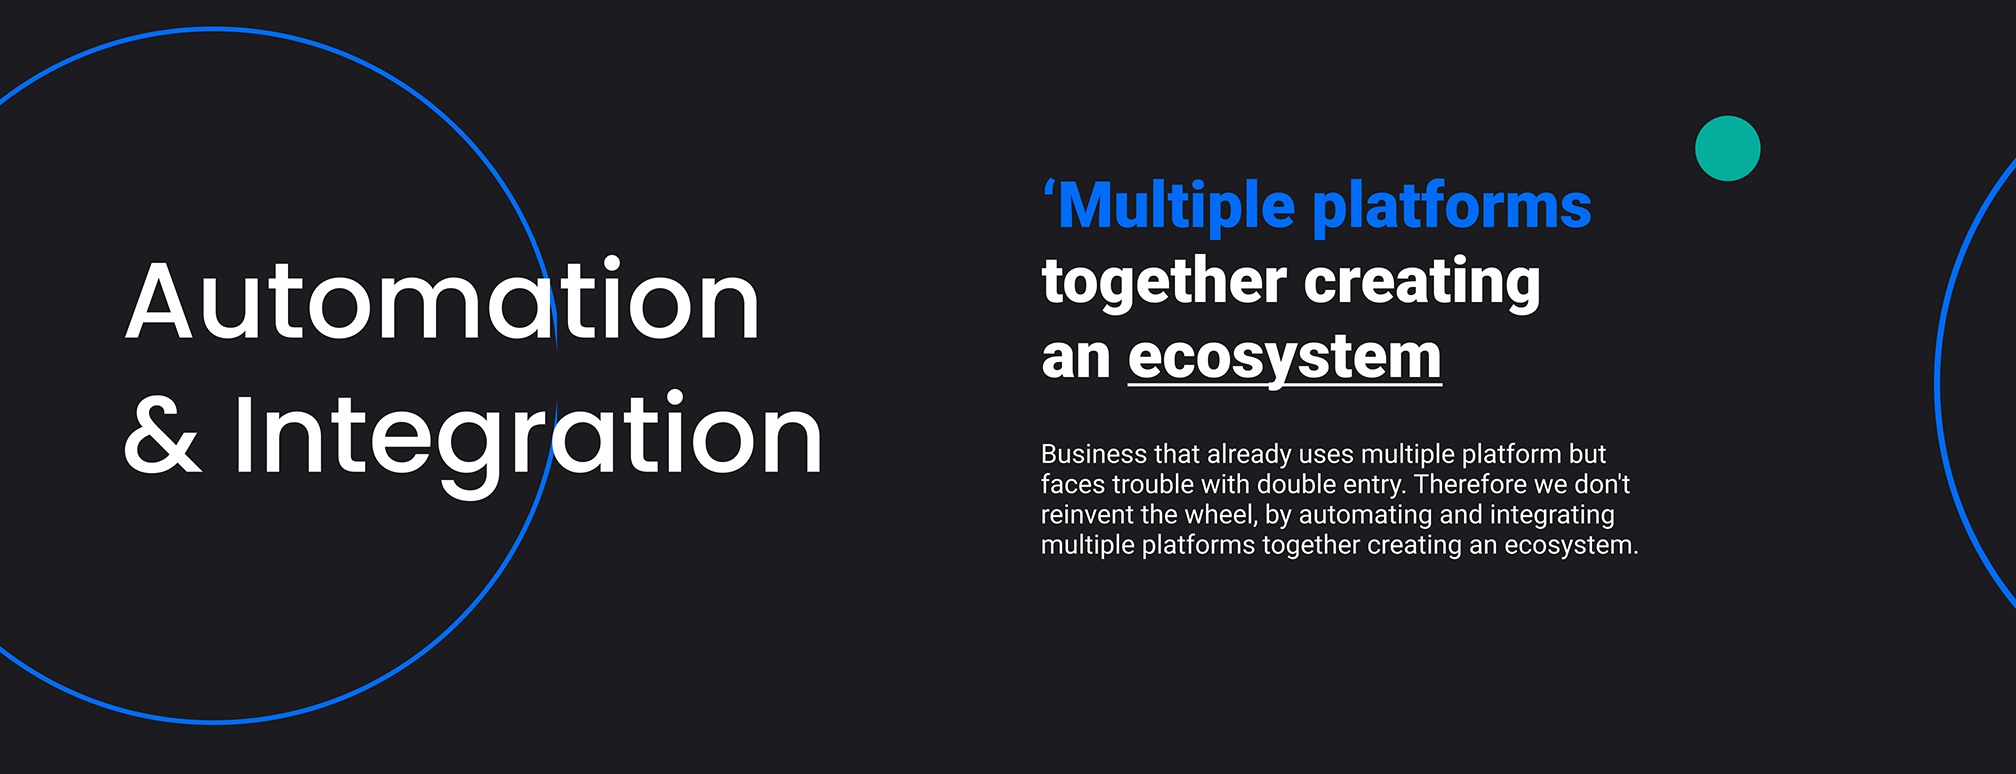 Automation
& Integration
‘Multiple platforms
together creating
an ecosystem
Business that already uses multiple platform but
faces trouble with double entry. Therefore we don't
reinvent the wheel, by automating and integrating
multiple platforms together creating an ecosystem.